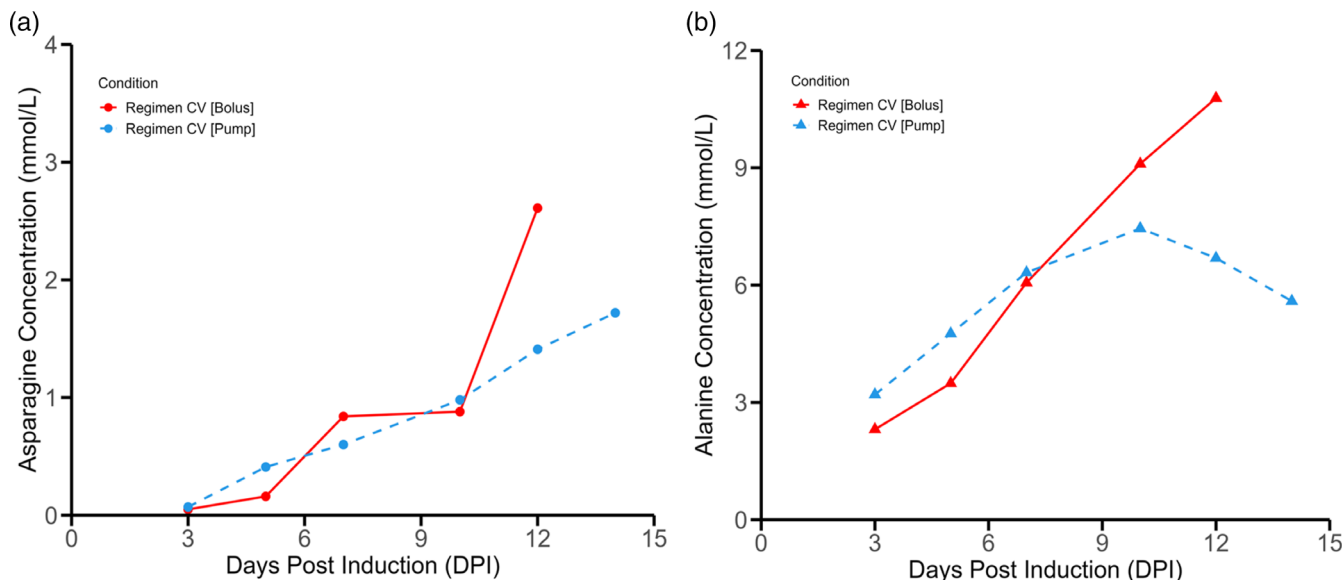 (a)
4
3
2
1
0
Asparagine Concentration (mmol/L)
Condition
Regimen CV [Bolus]
Regimen CV [Pump]
0 3 6 9 12 15
Days Post Induction (DPI)
(b)
12
9
6
3
0
Alanine Concentration (mmol/L)
Condition
Regimen CV [Bolus]
Regimen CV [Pump]
0 3 6 9 12 15
Days Post Induction (DPI)